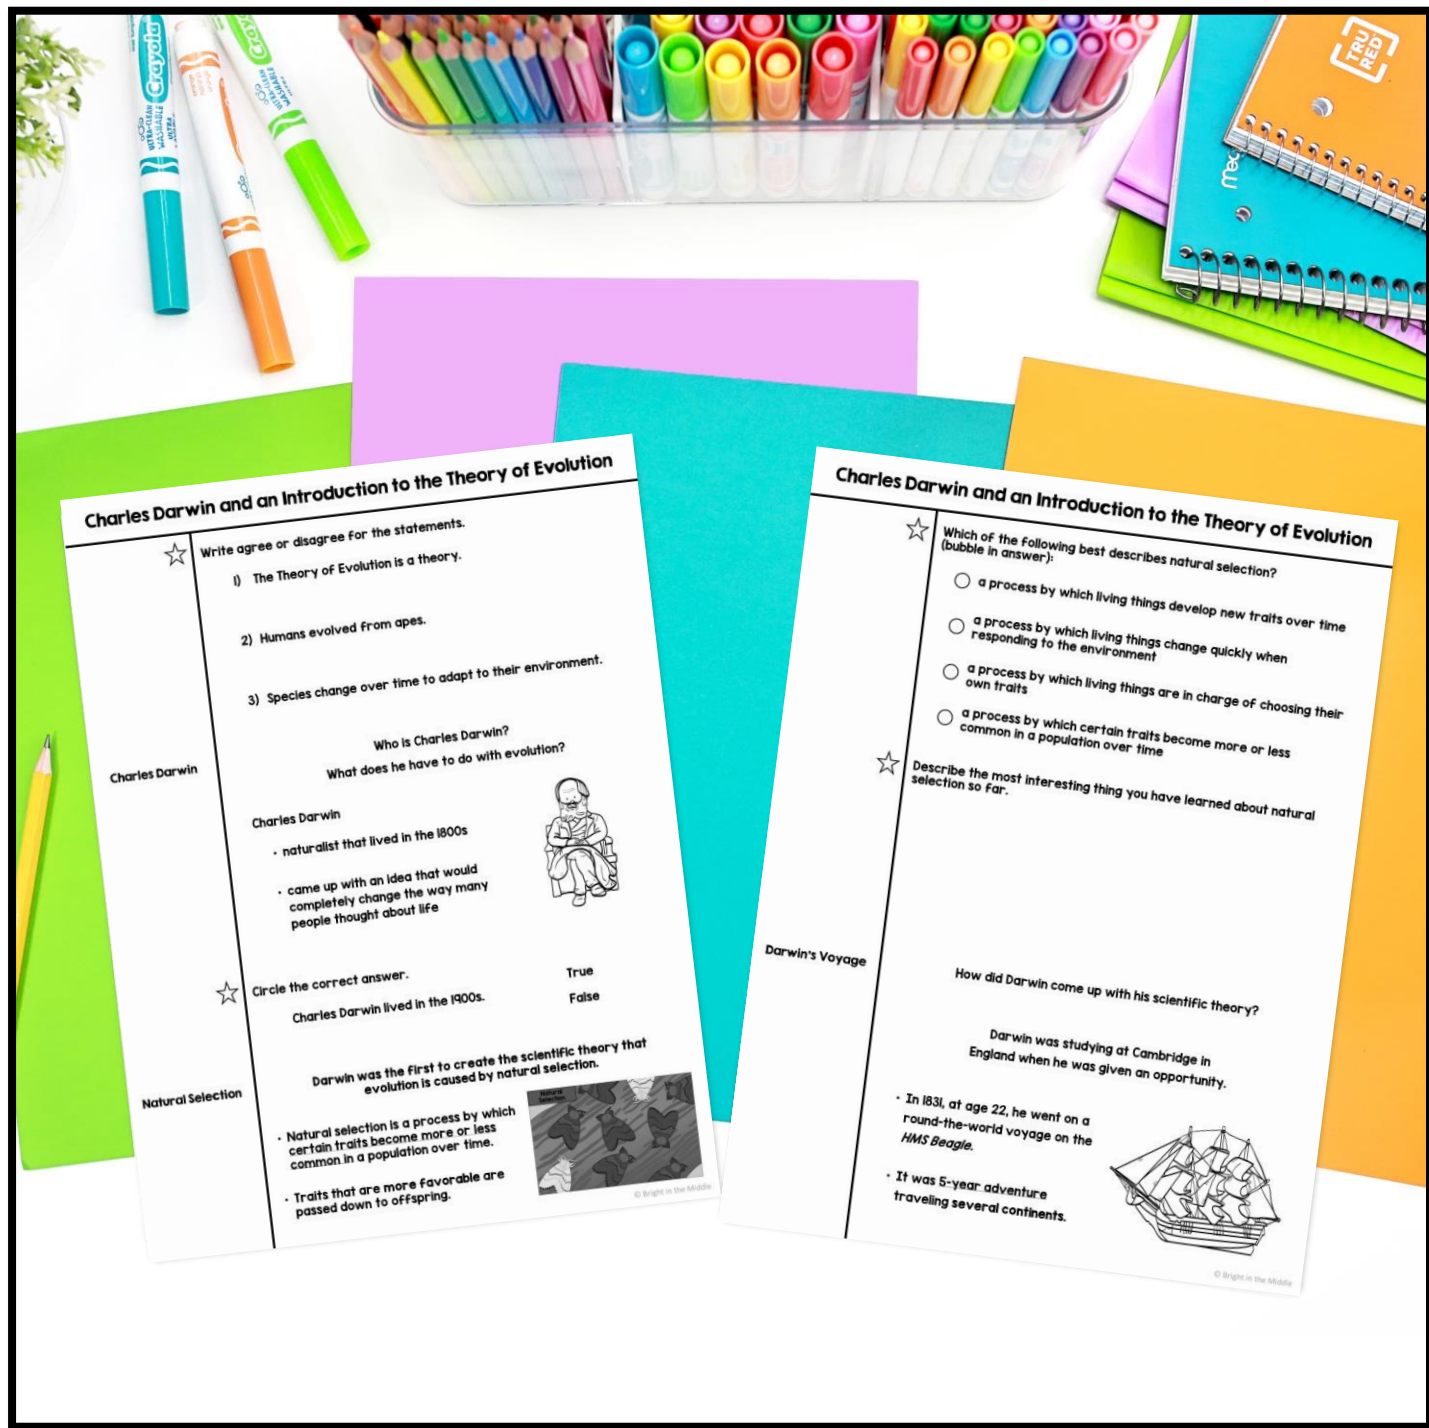 Crayola
ULTRA-CLEAN
WASHABLE
ULTRA
Crayola
ULTRA-CLEAN
WASHABLE
TRU
RED
Charles Darwin and an Introduction to the Theory of Evolution
Write agree or disagree for the statements.
1) The Theory of Evolution is a theory.
2) Humans evolved from apes.
3) Species change over time to adapt to their environment.
Charles Darwin
Who is Charles Darwin?
What does he have to do with evolution?
Charles Darwin
• naturalist that lived in the 1800s
• came up with an idea that would
completely change the way many
people thought about life
Circle the correct answer.
Charles Darwin lived in the 1900s.
True
False
Natural Selection
Darwin was the first to create the scientific theory that
evolution is caused by natural selection.
• Natural selection is a process by which
certain traits become more or less
common in a population over time.
• Traits that are more favorable are
passed down to offspring.
Natural
Selection
© Bright in the Middle
Charles Darwin and an Introduction to the Theory of Evolution
Which of the following best describes natural selection?
(bubble in answer):
a process by which living things develop new traits over time
a process by which living things change quickly when
responding to the environment
a process by which living things are in charge of choosing their
own traits
a process by which certain traits become more or less
common in a population over time
Describe the most interesting thing you have learned about natural
selection so far.
Darwin's Voyage
How did Darwin come up with his scientific theory?
Darwin was studying at Cambridge in
England when he was given an opportunity.
• In 1831, at age 22, he went on a
round-the-world voyage on the
HMS Beagle.
• It was 5-year adventure
traveling several continents.
© Bright in the Middle